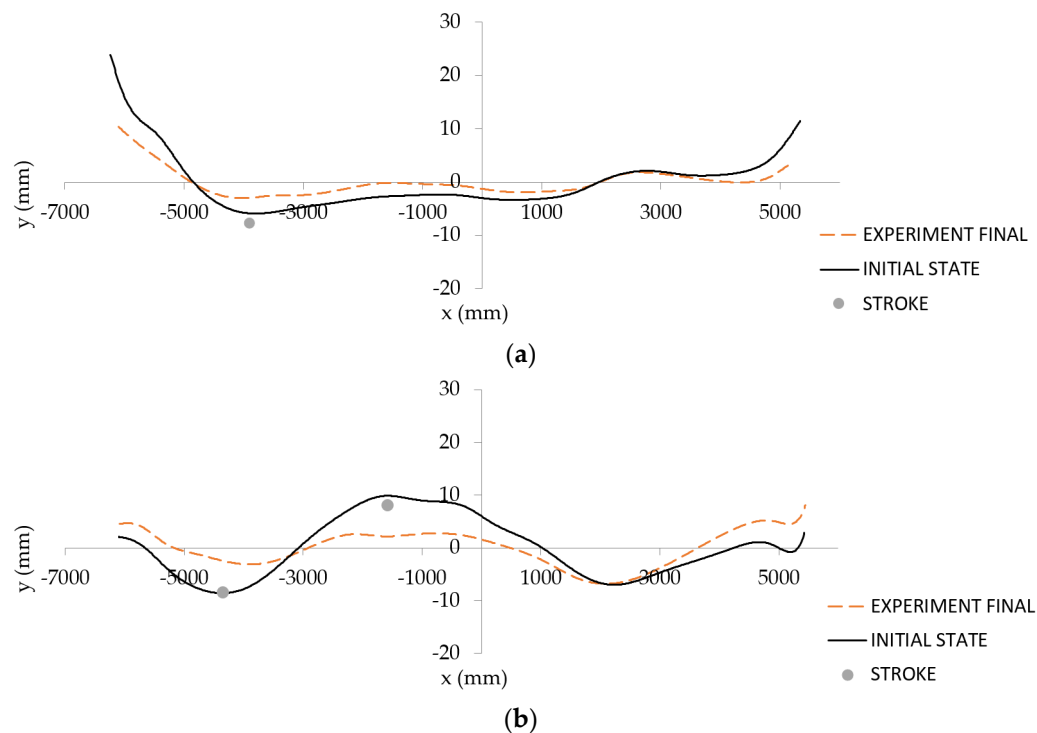 30
20
10
0
-7000 -5000 -3000 -1000 1000 3000 5000
-10
-20
y (mm)
x (mm)
EXPERIMENT FINAL
INITIAL STATE
STROKE
(a)
30
20
10
0
-7000 -5000 -3000 -1000 1000 3000 5000
-10
-20
y (mm)
x (mm)
EXPERIMENT FINAL
INITIAL STATE
STROKE
(b)